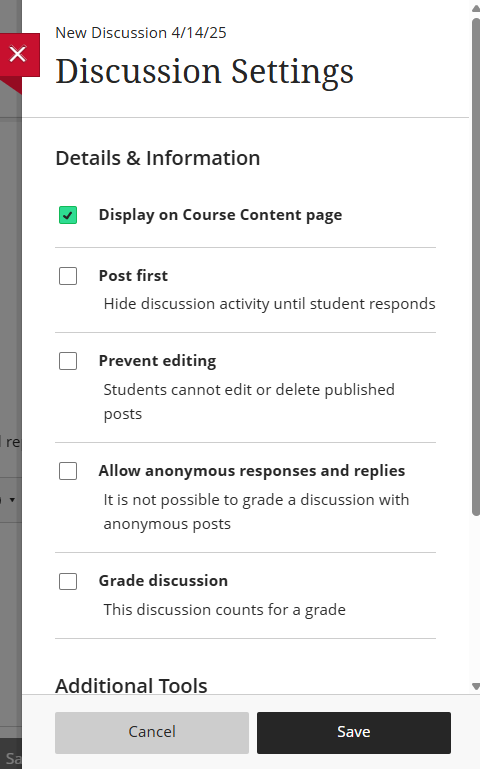 New Discussion 4/14/25
Discussion Settings
Details & Information
Display on Course Content page
Post first
Hide discussion activity until student responds
Prevent editing
Students cannot edit or delete published
posts
Allow anonymous responses and replies
It is not possible to grade a discussion with
anonymous posts
Grade discussion
This discussion counts for a grade
Additional Tools
Cancel
Save